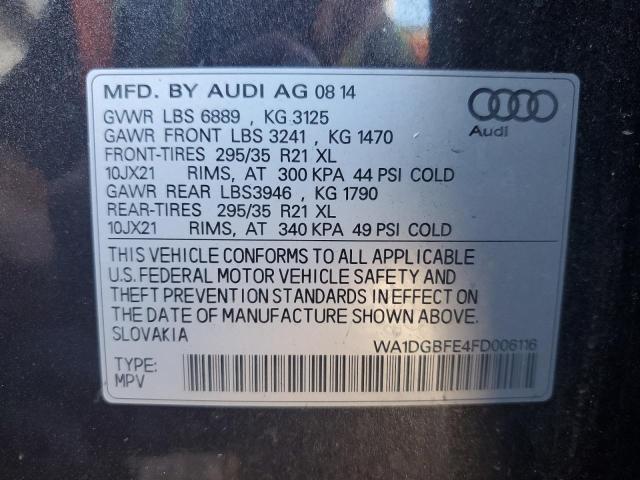 MFD. BY AUDI AG 08 14
GVWR LBS 6889 , KG 3125
GAWR FRONT LBS 3241 , KG 1470
FRONT-TIRES 295/35 R21 XL
10JX21 RIMS, AT 300 KPA 44 PSI COLD
GAWR REAR LBS3946 , KG 1790
REAR-TIRES 295/35 R21 XL
10JX21 RIMS, AT 340 KPA 49 PSI COLD
Audi
THIS VEHICLE CONFORMS TO ALL APPLICABLE
U.S. FEDERAL MOTOR VEHICLE SAFETY AND
THEFT PREVENTION STANDARDS IN EFFECT ON
THE DATE OF MANUFACTURE SHOWN ABOVE.
SLOVAKIA
WA1DGBFE4FD006116
TYPE:
MPV